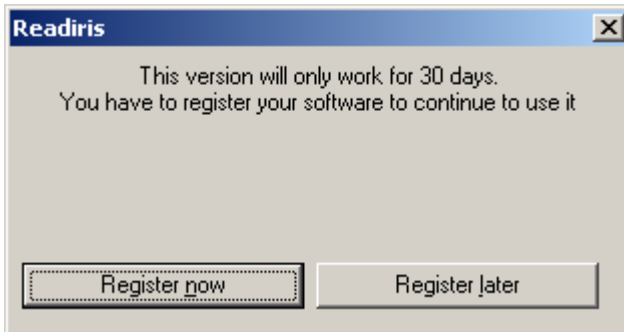 Readiris
This version will only work for 30 days.
You have to register your software to continue to use it
Register now
Register later